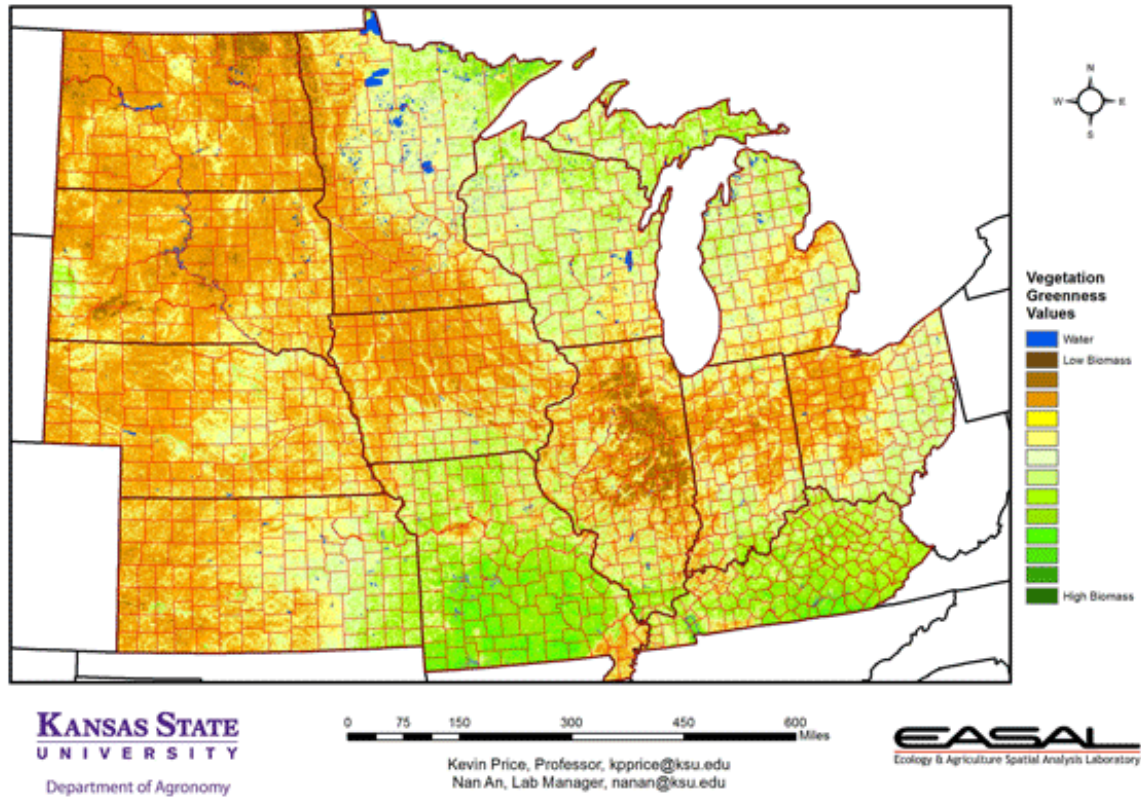 N
W E
S
Vegetation
Greenness
Values
Water
Low Biomass
High Biomass
KANSAS STATE
UNIVERSITY
Department of Agronomy
0 75 150 300 450 600
Miles
Kevin Price, Professor, kpprice@ksu.edu
Nan An, Lab Manager, nanan@ksu.edu
EASAL
Ecology & Agriculture Spatial Analysis Laboratory